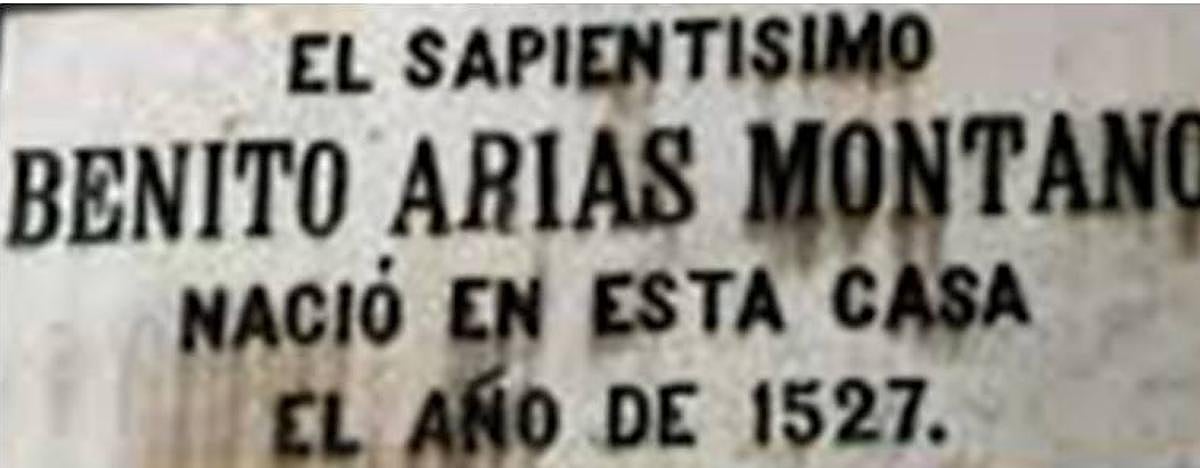 EL SAPIENTISIMO
BENITO ARIAS MONTANO
NACIÓ EN ESTA CASA
EL AÑO DE 1527.